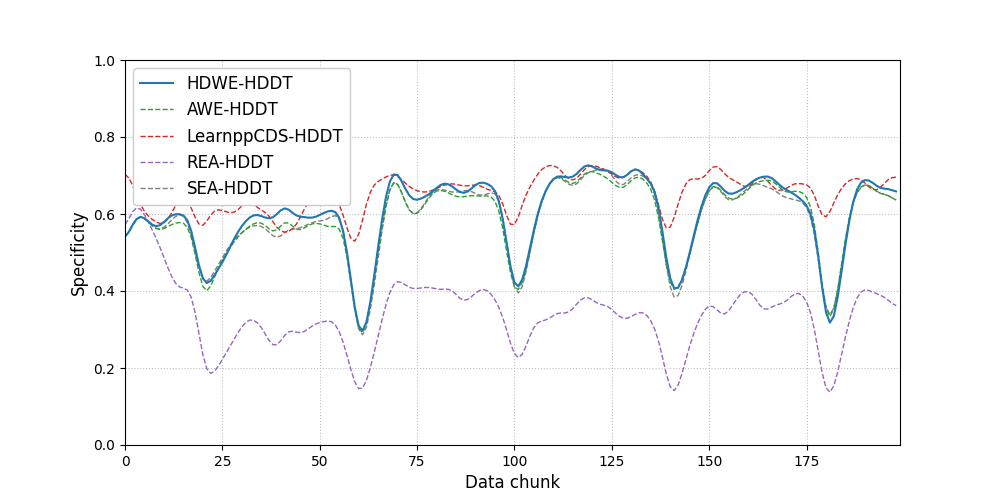 1.0
0.8
0.6
0.4
0.2
0.0
Specificity
HDWE-HDDT
AWE-HDDT
LearnppCDS-HDDT
REA-HDDT
SEA-HDDT
0 25 50 75 100 125 150 175
Data chunk